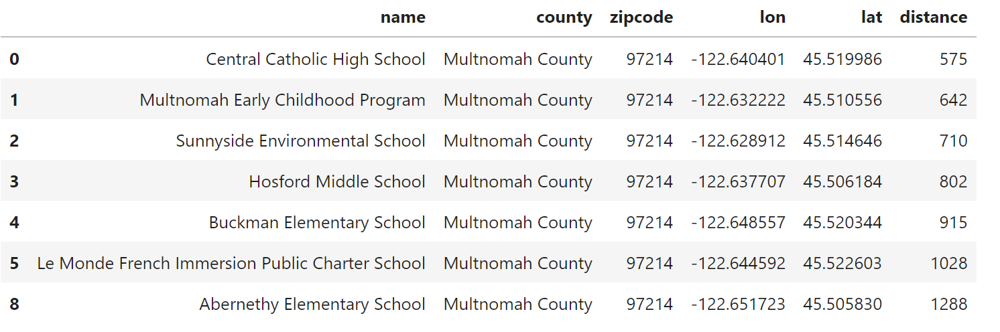 name county zipcode lon lat distance
0 Central Catholic High School Multnomah County 97214 -122.640401 45.519986 575
1 Multnomah Early Childhood Program Multnomah County 97214 -122.632222 45.510556 642
2 Sunnyside Environmental School Multnomah County 97214 -122.628912 45.514646 710
3 Hosford Middle School Multnomah County 97214 -122.637707 45.506184 802
4 Buckman Elementary School Multnomah County 97214 -122.648557 45.520344 915
5 Le Monde French Immersion Public Charter School Multnomah County 97214 -122.644592 45.522603 1028
8 Abernethy Elementary School Multnomah County 97214 -122.651723 45.505830 1288